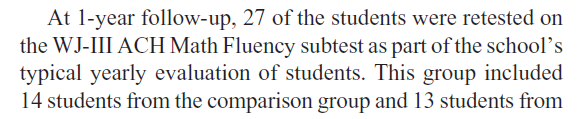 At 1-year follow-up, 27 of the students were retested on
the WJ-III ACH Math Fluency subtest as part of the school’s
typical yearly evaluation of students. This group included
14 students from the comparison group and 13 students from